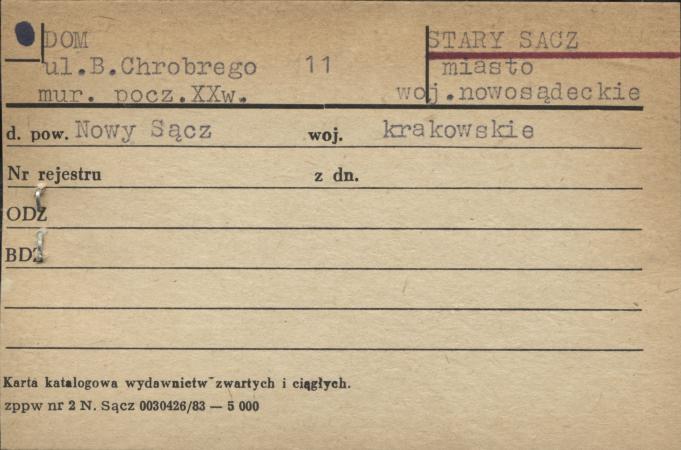 DOM STARY SACZ
ul.B.Chrobrego 11 miasto
mur. pocz.XXw. woj.nowosądeckie
d. pow. Nowy Sącz woj. krakowskie
Nr rejestru z dn.
ODZ
BDZ
Karta katalogowa wydawnictw zwartych i ciągłych.
zppw nr 2 N. Sącz 0030426/83 — 5 000